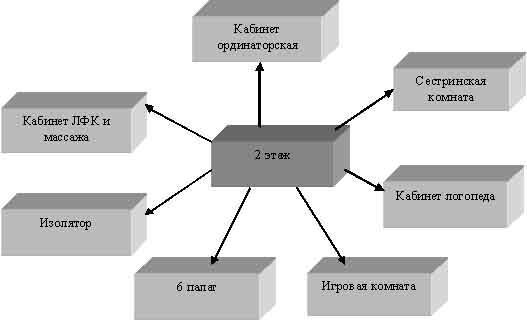 Кабинет
ординаторская
Сестринская
комната
Кабинет ЛФК и
массажа
2 этаж
Кабинет логопеда
Изолятор
6 палат
Игровая комната